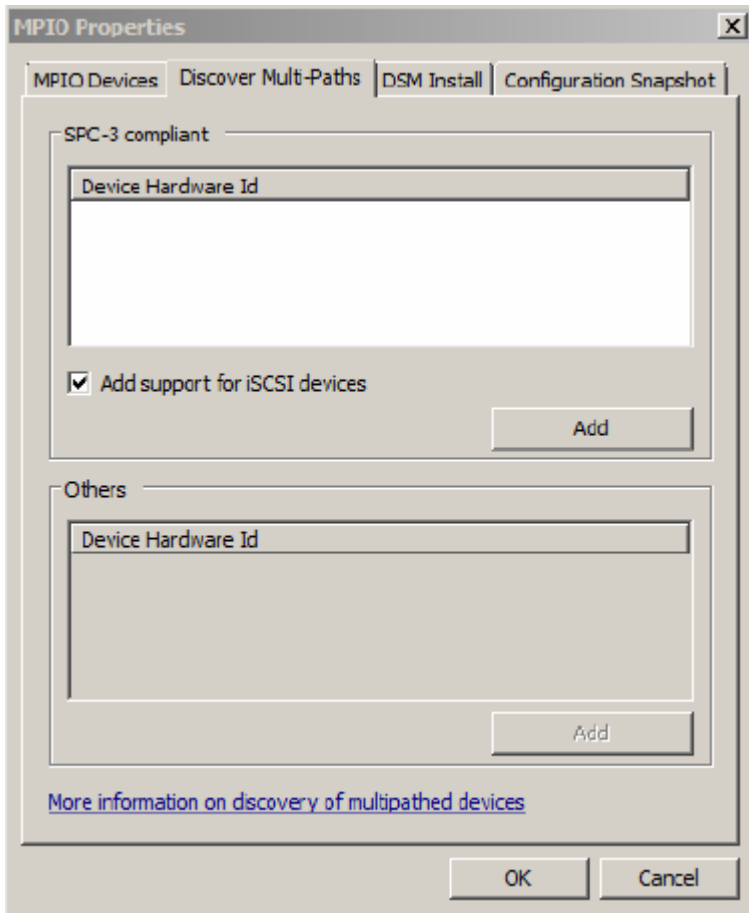 MPIO Properties
MPIO Devices Discover Multi-Paths DSM Install Configuration Snapshot
SPC-3 compliant
Device Hardware Id
Add support for iSCSI devices
Add
Others
Device Hardware Id
Add
More information on discovery of multipathed devices
OK Cancel